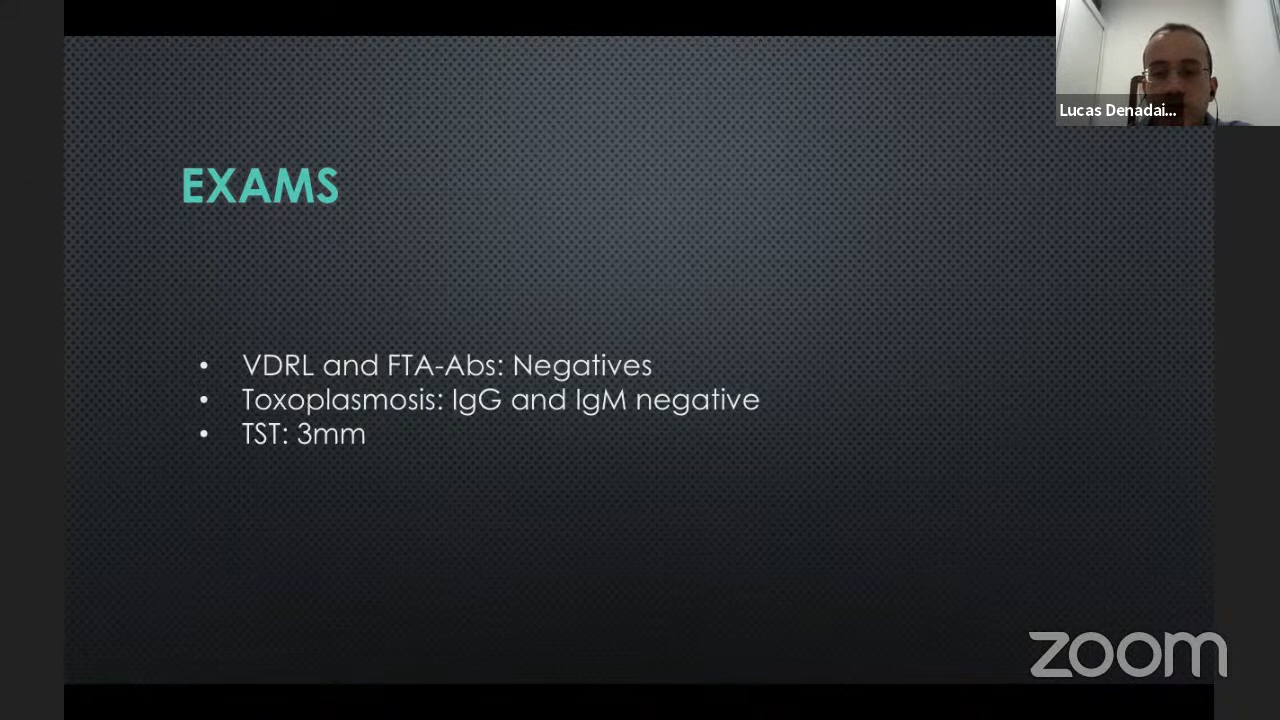 Lucas Denadai...
EXAMS
• VDRL and FTA-Abs: Negatives
• Toxoplasmosis: IgG and IgM negative
• TST: 3mm
zoom